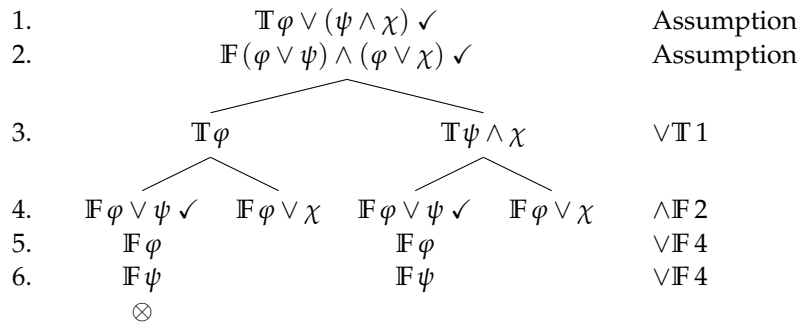 1. 𝕋φ ∨ (ψ ∧ χ) ✓ Assumption
2. 𝔽(φ ∨ ψ) ∧ (φ ∨ χ) ✓ Assumption
3. 𝕋φ 𝕋ψ ∧ χ ∨𝕋 1
4. 𝔽φ ∨ ψ ✓ 𝔽φ ∨ χ 𝔽φ ∨ ψ ✓ 𝔽φ ∨ χ ∧𝔽 2
5. 𝔽φ 𝔽φ ∨𝔽 4
6. 𝔽ψ 𝔽ψ ∨𝔽 4
⊗